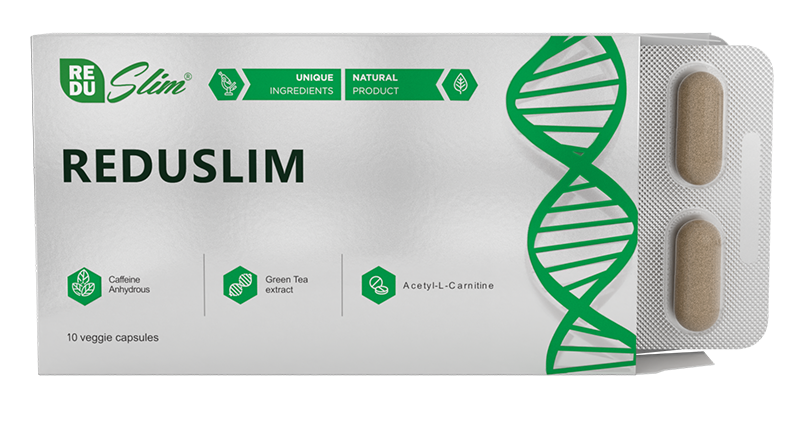 RE
DU
Slim®
UNIQUE
INGREDIENTS
NATURAL
PRODUCT
REDUSLIM
Caffeine
Anhydrous
Green Tea
extract
Acetyl-L-Carnitine
10 veggie capsules